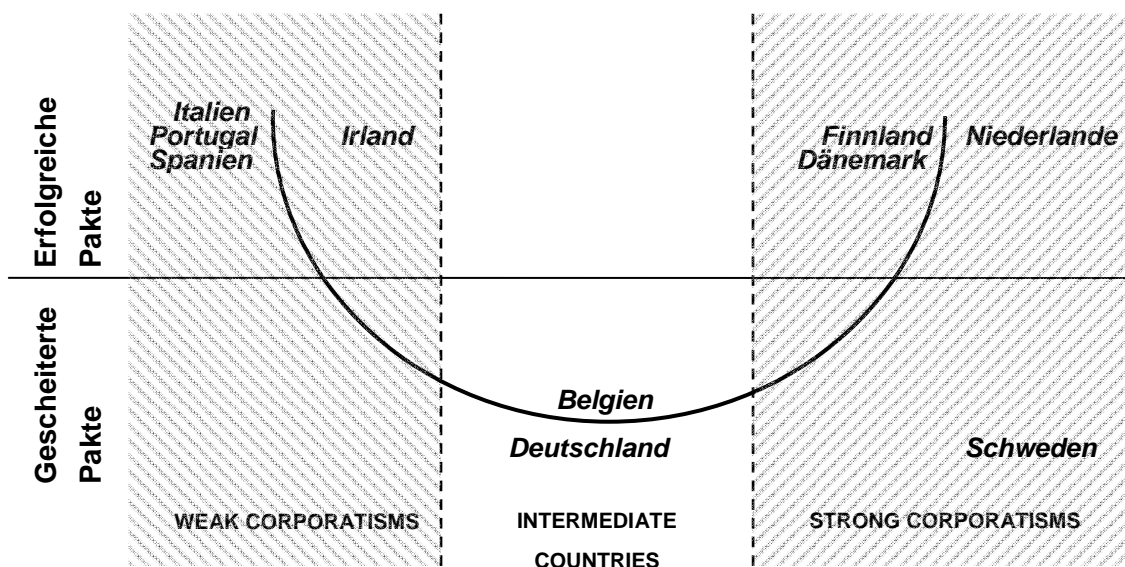 Erfolgreiche
Pakte
Italien
Portugal
Spanien
Irland
Finnland
Dänemark
Niederlande
Gescheiterte
Pakte
Belgien
Deutschland
Schweden
WEAK CORPORATISMS
INTERMEDIATE
COUNTRIES
STRONG CORPORATISMS